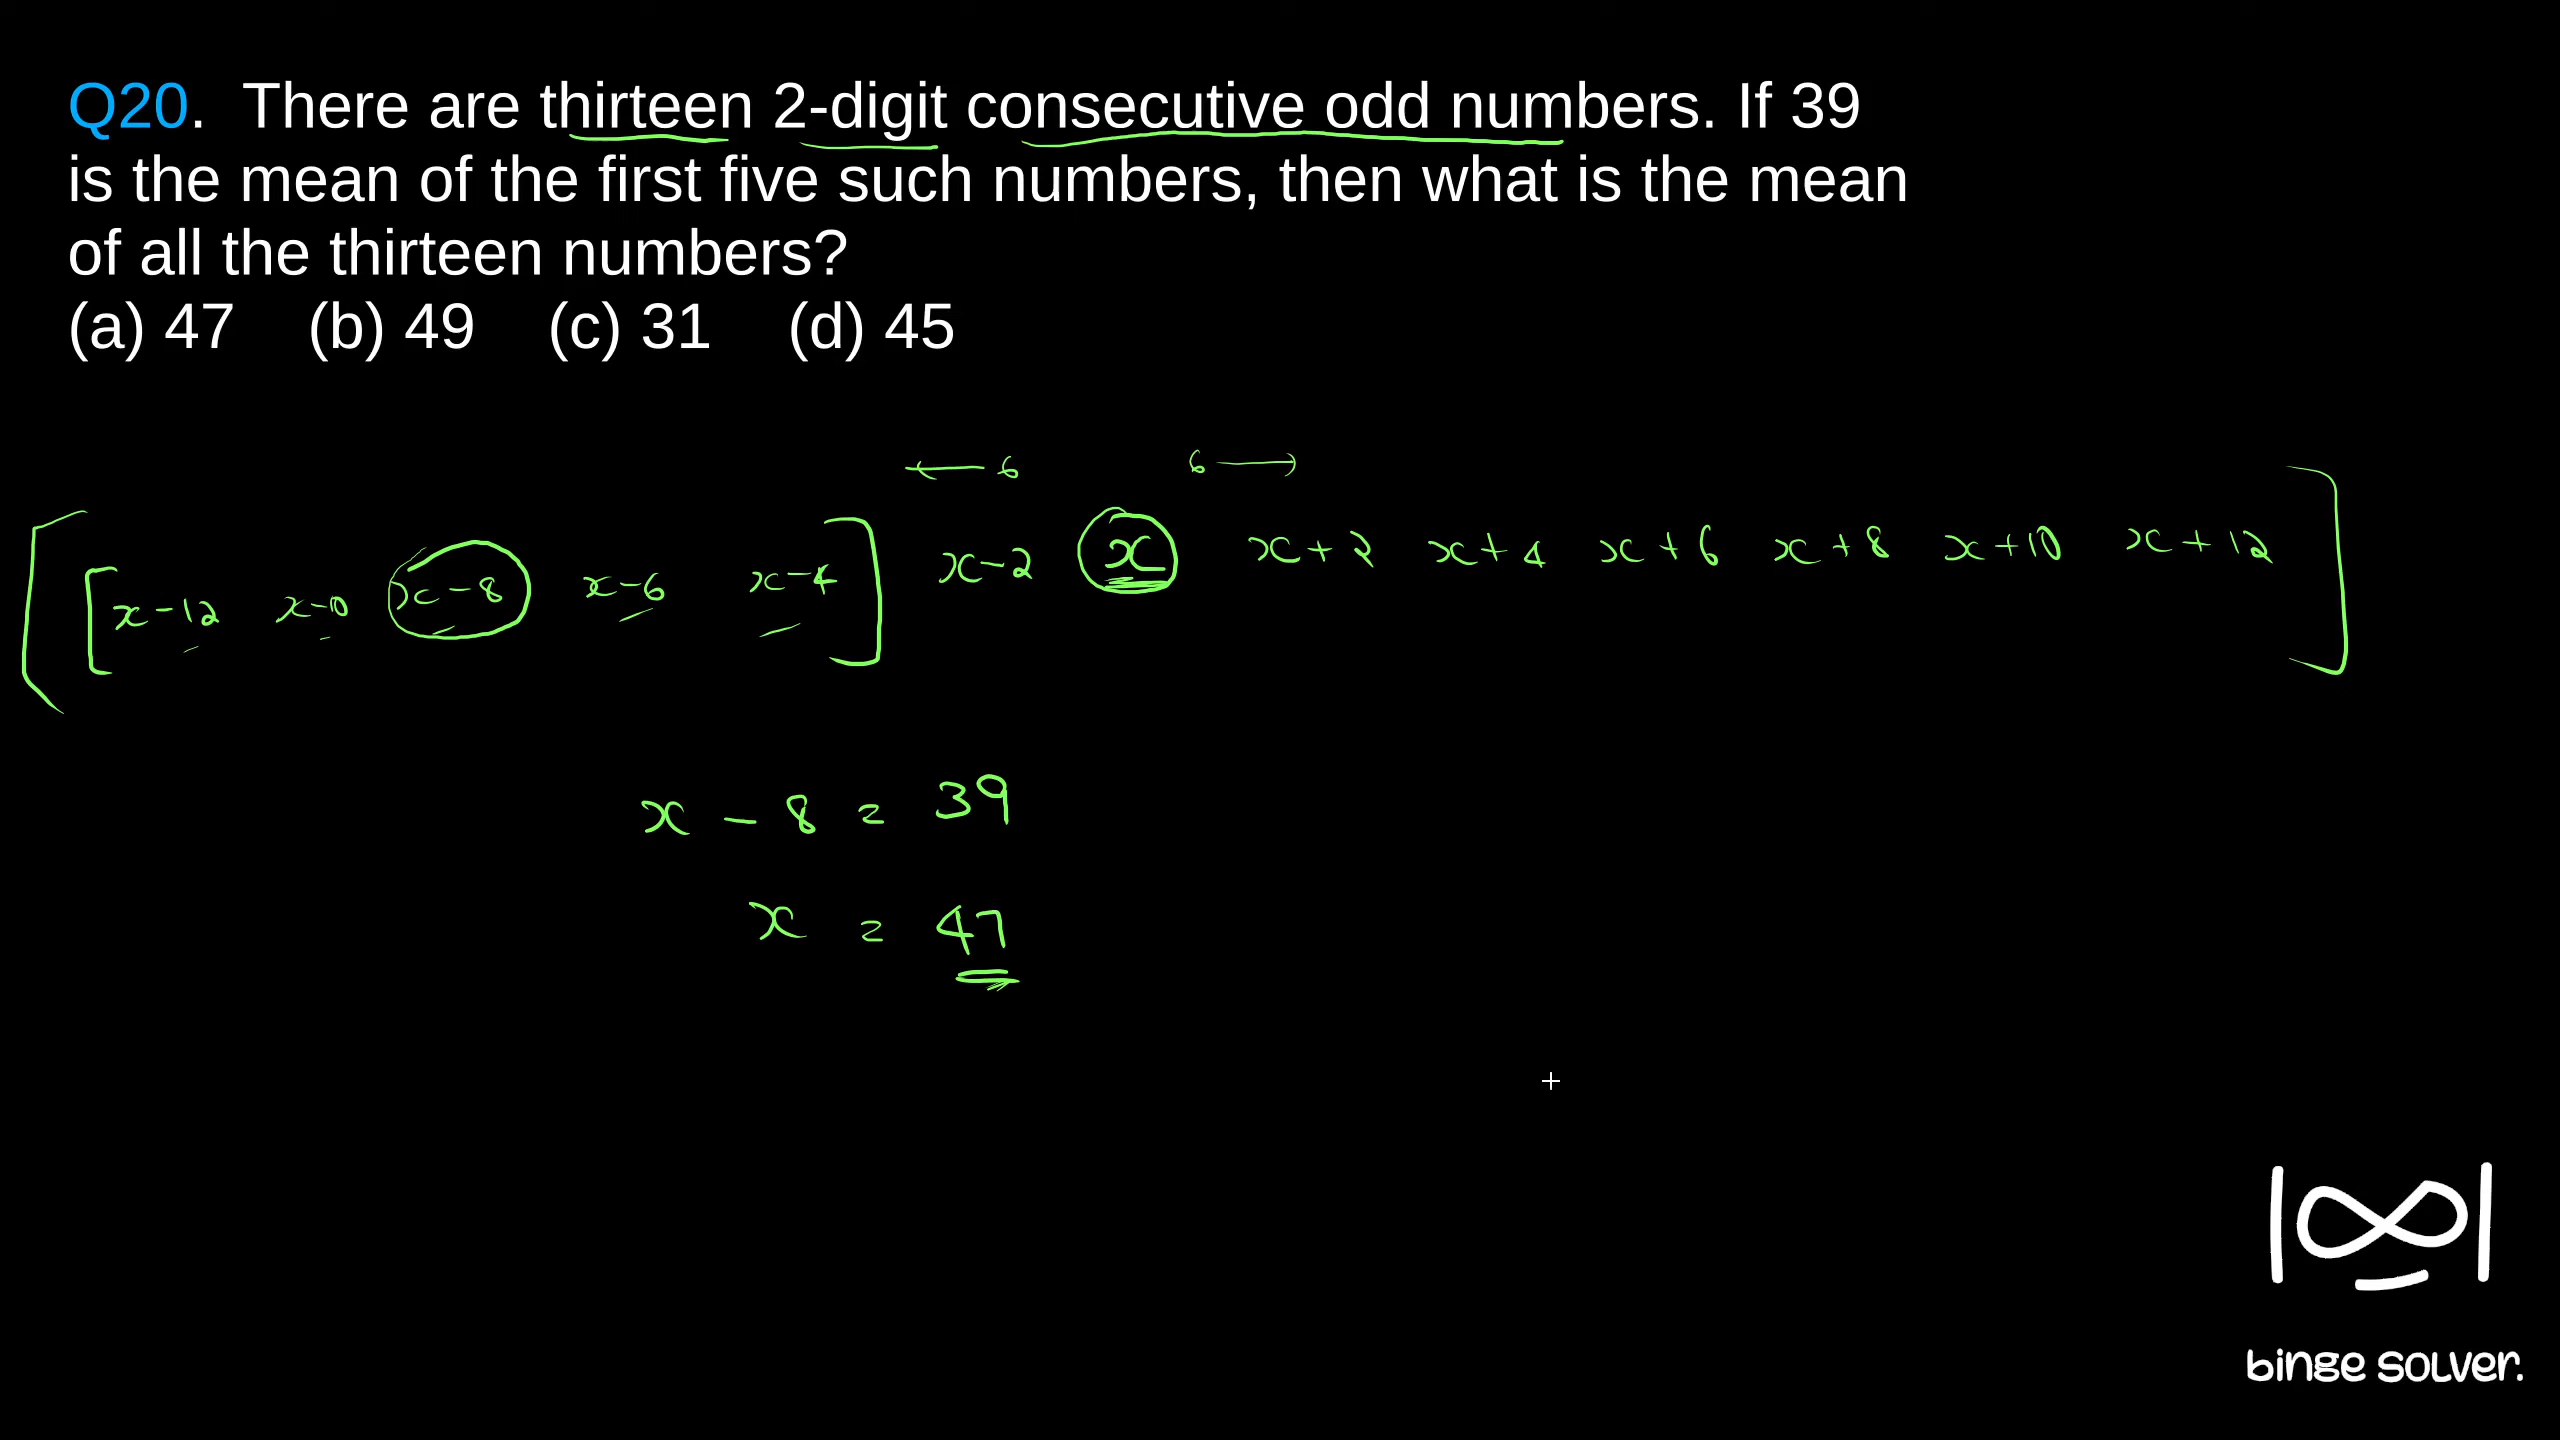 Q20. There are thirteen 2-digit consecutive odd numbers. If 39
is the mean of the first five such numbers, then what is the mean
of all the thirteen numbers?
(a) 47 (b) 49 (c) 31 (d) 45
← 6 6 →
[ [ x-12 x-10 x-8 x-6 x-4 ] x-2 x x+2 x+4 x+6 x+8 x+10 x+12 ]
x - 8 = 39
x = 47
binge solver.